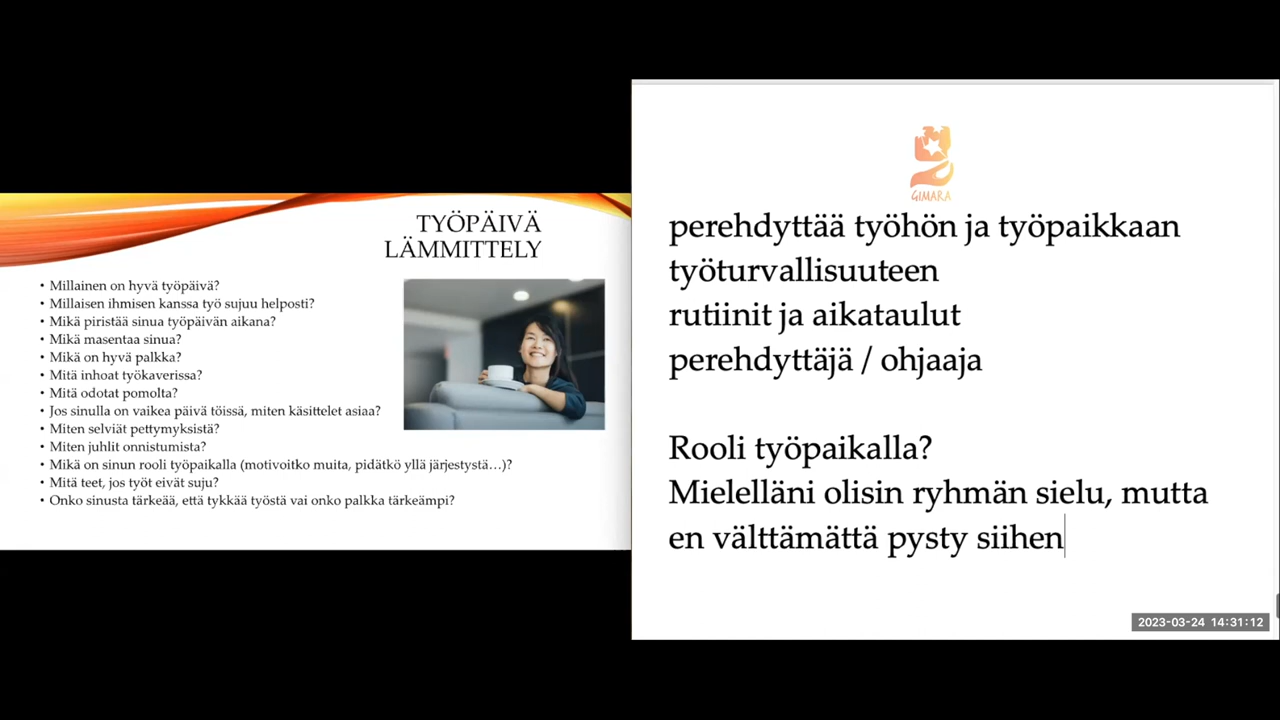 TYÖPÄIVÄ
LÄMMITTELY
• Millainen on hyvä työpäivä?
• Millaisen ihmisen kanssa työ sujuu helposti?
• Mikä piristää sinua työpäivän aikana?
• Mikä masentaa sinua?
• Mikä on hyvä palkka?
• Mitä inhoat työkaverissa?
• Mitä odotat pomolta?
• Jos sinulla on vaikea päivä töissä, miten käsittelet asiaa?
• Miten selviät pettymyksistä?
• Miten juhlit onnistumista?
• Mikä on sinun rooli työpaikalla (motivoitko muita, pidätkö yllä järjestystä…)?
• Mitä teet, jos työt eivät suju?
• Onko sinusta tärkeää, että tykkää työstä vai onko palkka tärkeämpi?
GIMARA
perehdyttää työhön ja työpaikkaan
työturvallisuuteen
rutiinit ja aikataulut
perehdyttäjä / ohjaaja
Rooli työpaikalla?
Mielelläni olisin ryhmän sielu, mutta
en välttämättä pysty siihen
2023-03-24 14:31:12